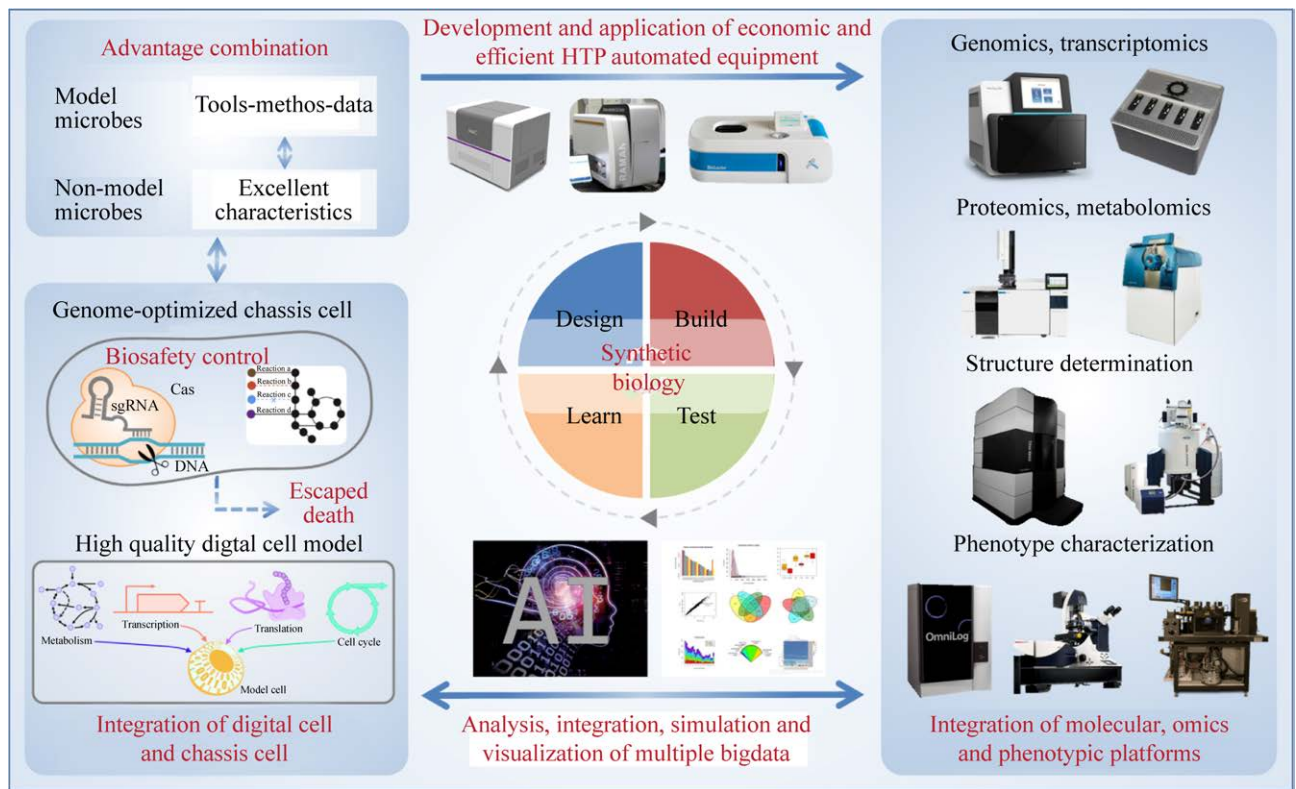 Advantage combination
Model
microbes
Tools-methos-data
Non-model
microbes
Excellent
characteristics
Genome-optimized chassis cell
Biosafety control
Cas
sgRNA
DNA
Reaction a
Reaction b
Reaction c
Reaction d
Escaped
death
High quality digtal cell model
Metabolism
Transcription
Translation
Cell cycle
Model cell
Integration of digital cell
and chassis cell
Development and application of economic and
efficient HTP automated equipment
RAMAN
Design
Build
Synthetic
biology
Learn
Test
AI
Analysis, integration, simulation and
visualization of multiple bigdata
Genomics, transcriptomics
Proteomics, metabolomics
Structure determination
Phenotype characterization
OmniLog
Integration of molecular, omics
and phenotypic platforms